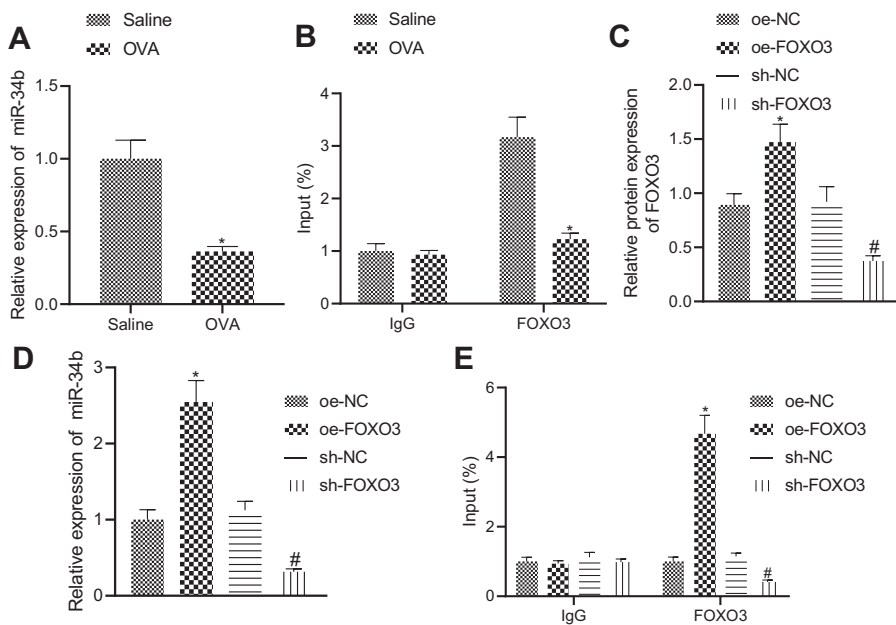 A
Saline
OVA
Relative expression of miR-34b
1.5
1.0
0.5
0.0
*
Saline
OVA
B
Saline
OVA
Input (%)
4
3
2
1
0
*
IgG
FOXO3
C
oe-NC
oe-FOXO3
sh-NC
sh-FOXO3
Relative protein expression
of FOXO3
2.0
1.5
1.0
0.5
0.0
*
#
D
Relative expression of miR-34b
3
2
1
0
*
#
oe-NC
oe-FOXO3
sh-NC
sh-FOXO3
E
Input (%)
6
4
2
0
*
#
IgG
FOXO3
oe-NC
oe-FOXO3
sh-NC
sh-FOXO3